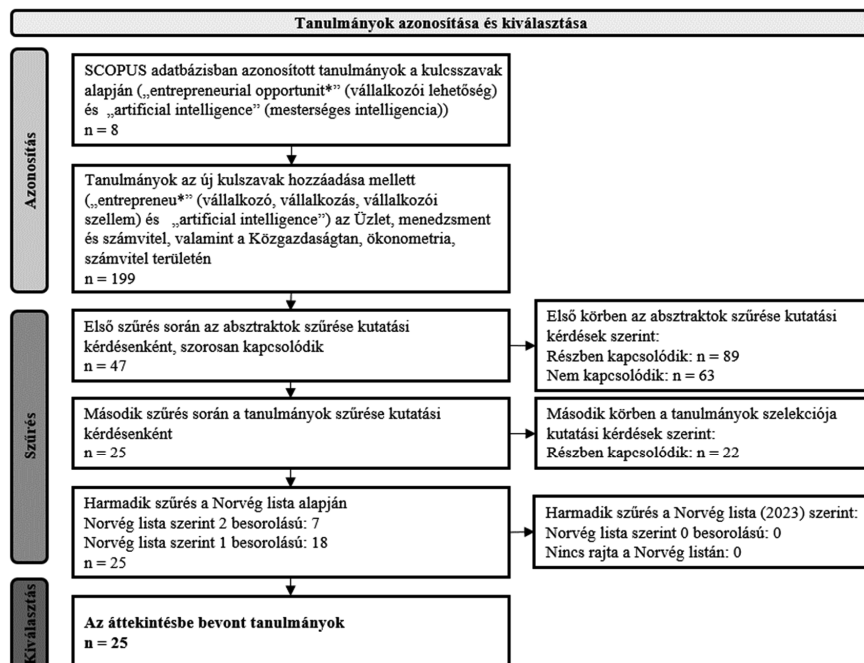 Tanulmányok azonosítása és kiválasztása
Azonosítás
SCOPUS adatbázisban azonosított tanulmányok a kulcsszavak
alapján („entrepreneurial opportunit*” (vállalkozói lehetőség)
és „artificial intelligence” (mesterséges intelligencia))
n = 8
Tanulmányok az új kulszavak hozzáadása mellett
(„entrepreneu*” (vállalkozó, vállalkozás, vállalkozói
szellem) és „artificial intelligence”) az Üzlet, menedzsment
és számvitel, valamint a Közgazdaságtan, ökonometria,
számvitel területén
n = 199
Szűrés
Első szűrés során az absztraktok szűrése kutatási
kérdésenként, szorosan kapcsolódik
n = 47
Első körben az absztraktok szűrése kutatási
kérdések szerint:
Részben kapcsolódik: n = 89
Nem kapcsolódik: n = 63
Második szűrés során a tanulmányok szűrése kutatási
kérdésenként
n = 25
Második körben a tanulmányok szelekciója
kutatási kérdések szerint:
Részben kapcsolódik: n = 22
Harmadik szűrés a Norvég lista alapján
Norvég lista szerint 2 besorolású: 7
Norvég lista szerint 1 besorolású: 18
n = 25
Harmadik szűrés a Norvég lista (2023) szerint:
Norvég lista szerint 0 besorolású: 0
Nincs rajta a Norvég listán: 0
Kiválasztás
Az áttekintésbe bevont tanulmányok
n = 25